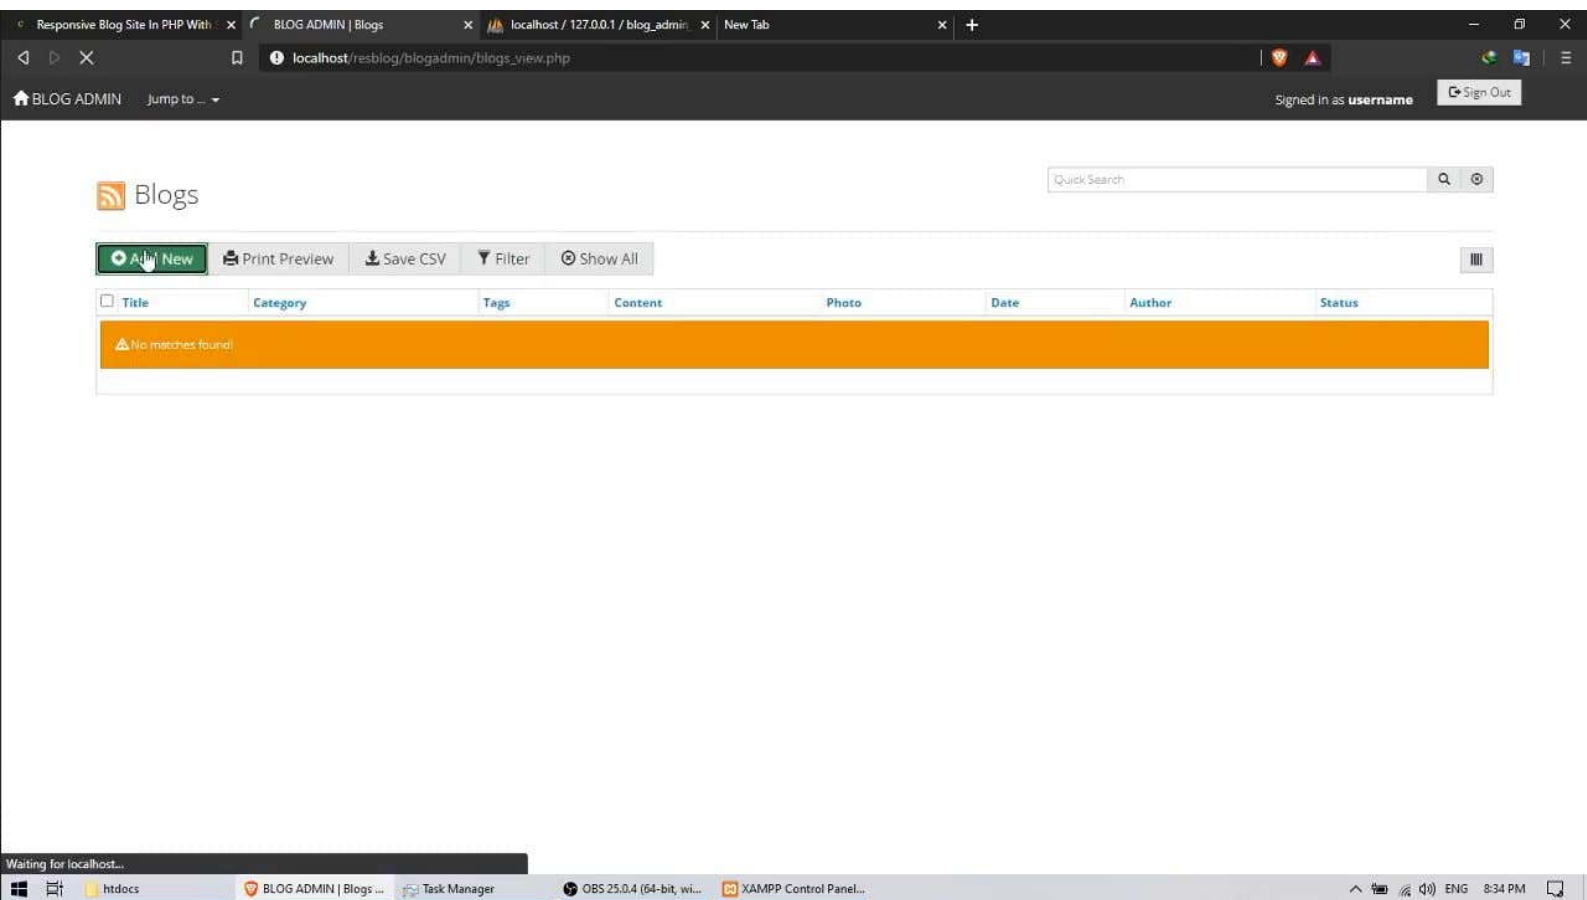 Responsive Blog Site In PHP With
BLOG ADMIN | Blogs
localhost / 127.0.0.1 / blog_admin_
New Tab
localhost/resblog/blogadmin/blogs_view.php
BLOG ADMIN
Jump to ...
Signed in as username
Sign Out
Blogs
Quick Search
Add New
Print Preview
Save CSV
Filter
Show All
Title
Category
Tags
Content
Photo
Date
Author
Status
No matches found!
Waiting for localhost...
htdocs
BLOG ADMIN | Blogs ...
Task Manager
OBS 25.0.4 (64-bit, wi...
XAMPP Control Panel...
ENG
8:34 PM